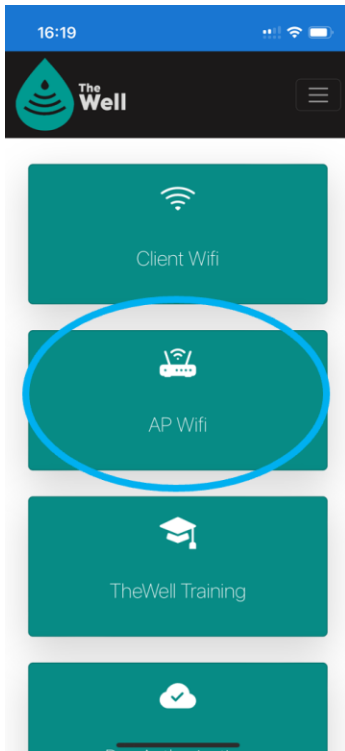 16:19
The
Well
Client Wifi
AP Wifi
TheWell Training